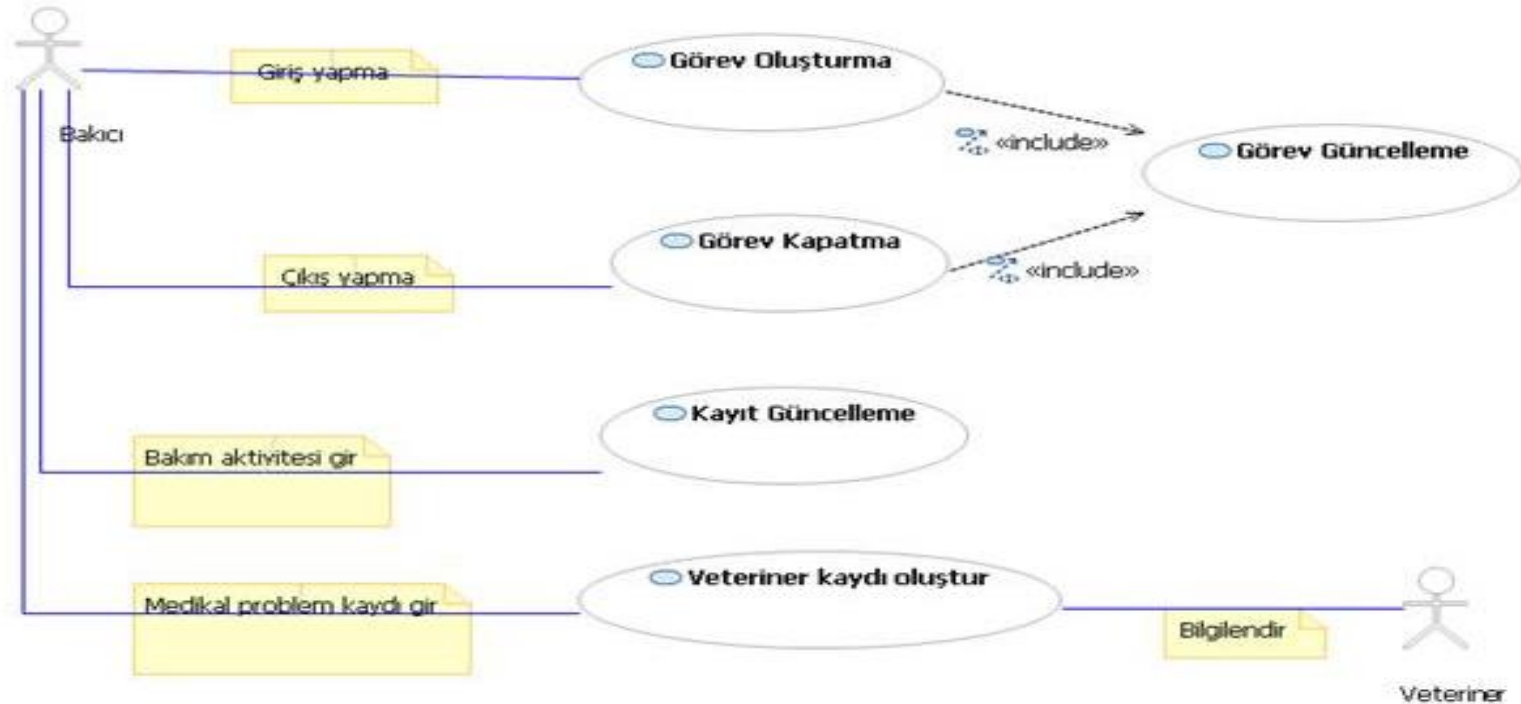 Giriş yapma
Görev Oluşturma
Bakıcı
«include»
Görev Güncelleme
Görev Kapatma
«include»
Çıkış yapma
Kayıt Güncelleme
Bakım aktivitesi gir
Veteriner kaydı oluştur
Medikal problem kaydı gir
Bilgilendir
Veteriner